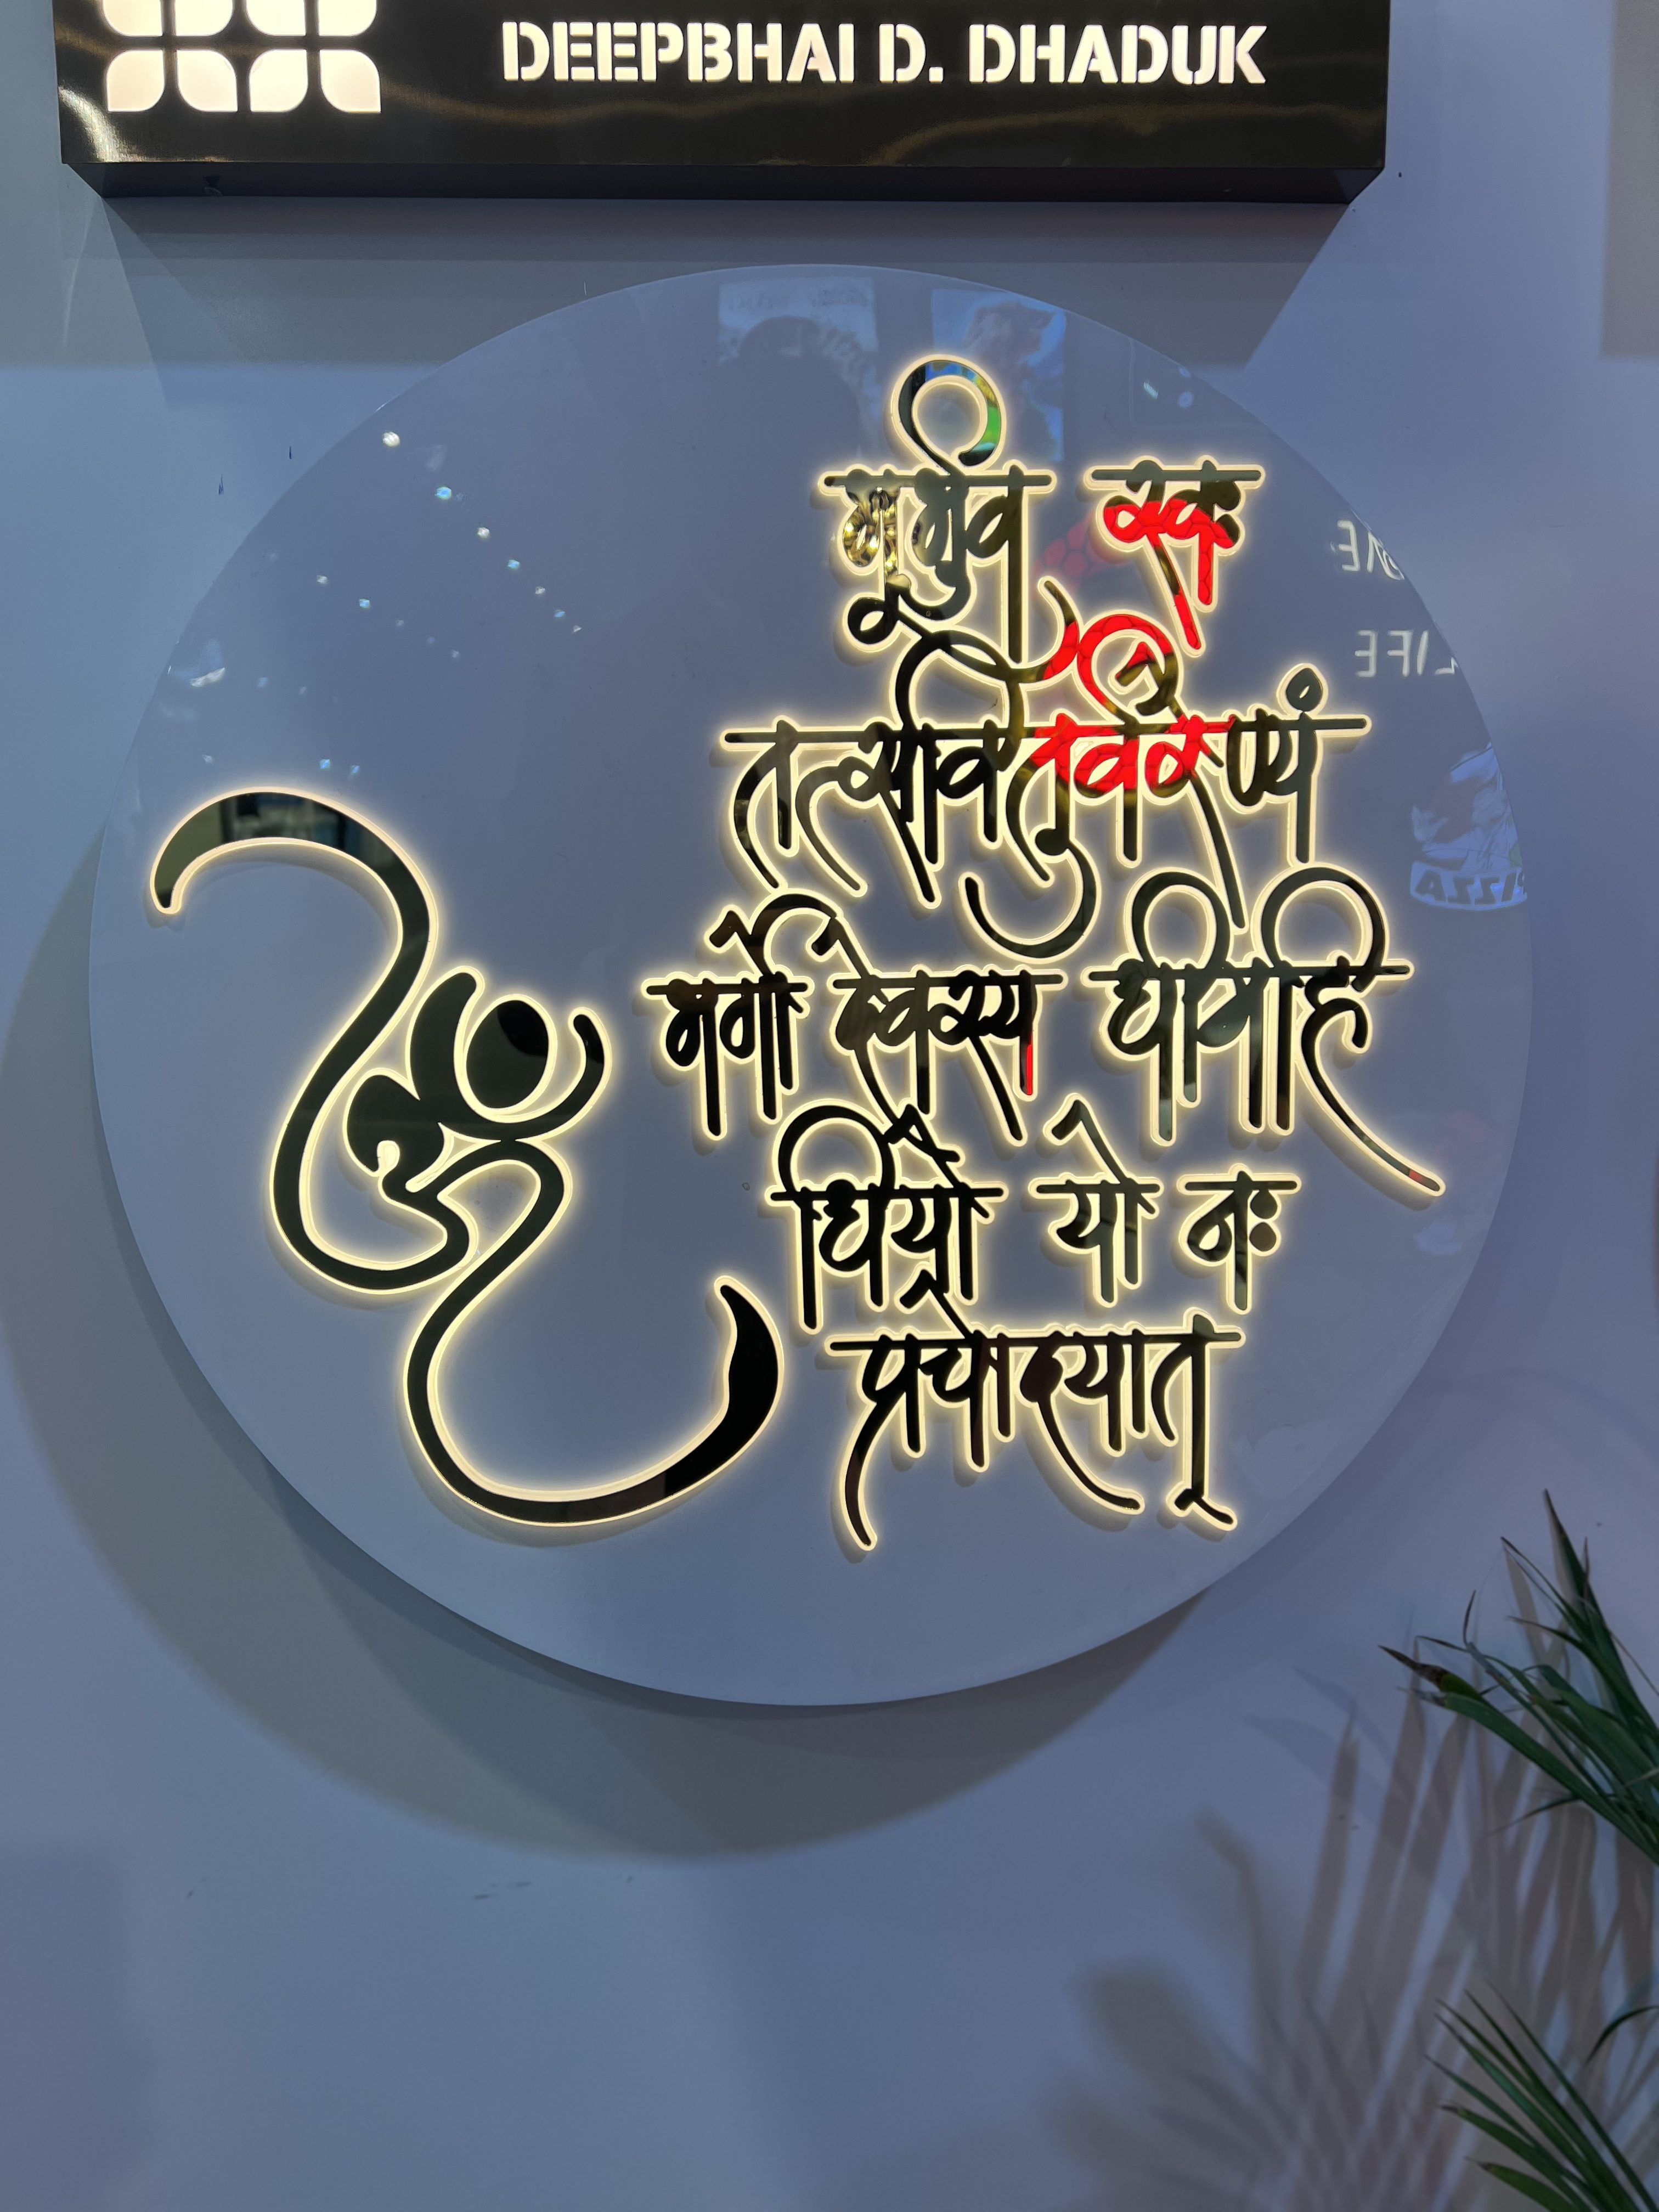 DEEPBHAI D. DHADUK
ॐ
भूर्भुव स्वः
तत्सवितुर्वरेण्यं
भर्गो देवस्य धीमहि
धियो यो नः
प्रचोदयात्